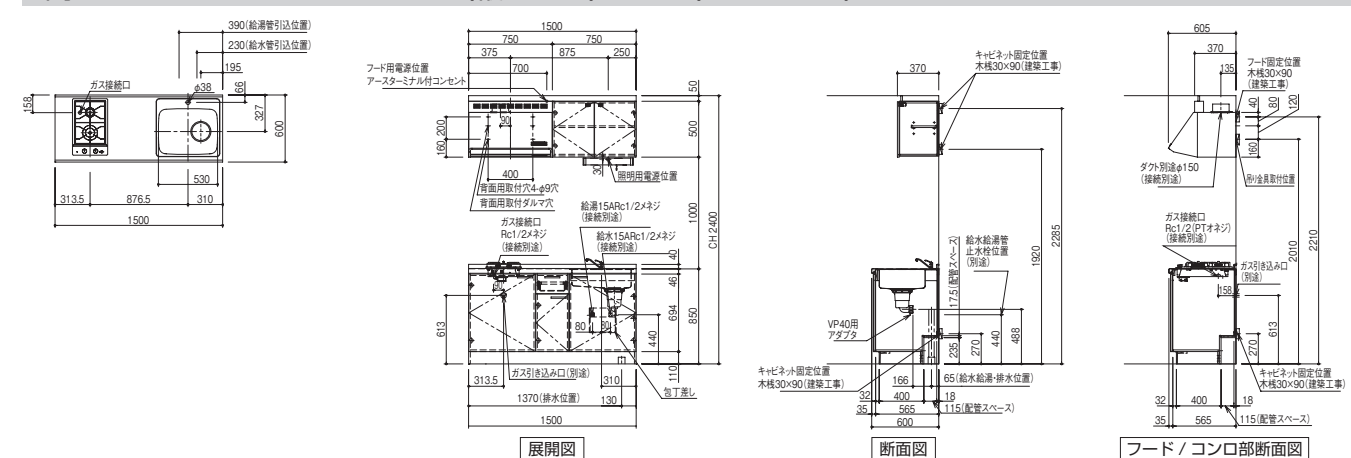 390(給湯管引込位置)
230(給水管引込位置)
195
ガス接続口
φ38
66
158
327
600
530
313.5
876.5
310
1500
1500
750
750
375
875
250
フード用電源位置
700
アースターミナル付コンセント
50
90
200
160
500
30
400
照明用電源位置
背面用取付穴4-φ9穴
背面用取付ダルマ穴
給湯15ARc1/2メネジ
(接続別途)
ガス接続口
Rc1/2メネジ
(接続別途)
給水15ARc1/2メネジ
(接続別途)
1000
CH 2400
40
46
694
850
613
80
80
440
110
ガス引き込み口(別途)
313.5
310
包丁差し
1370(排水位置)
130
1500
展開図
キャビネット固定位置
木桟30×90(建築工事)
370
2285
1920
給水給湯管
止水栓位置
(別途)
17.5(配管スペース)
VP40用
アダプタ
235
270
440
488
キャビネット固定位置
木桟30×90(建築工事)
166
65(給水給湯・排水位置)
32
400
18
35
565
115(配管スペース)
600
断面図
605
370
135
フード固定位置
木桟30×90
(建築工事)
40
80
120
160
ダクト別途φ150
(接続別途)
吊り金具取付位置
ガス接続口
Rc1/2(PTオネジ)
(接続別途)
2010
2210
ガス引き込み口
(別途)
158
613
270
キャビネット固定位置
木桟30×90(建築工事)
32
400
18
35
565
115(配管スペース)
フード / コンロ部断面図